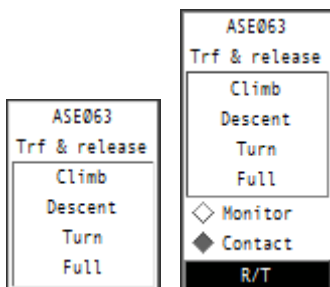 ASEØ63
Trf & release
Climb
Descent
Turn
Full
ASEØ63
Trf & release
Climb
Descent
Turn
Full
Monitor
Contact
R/T